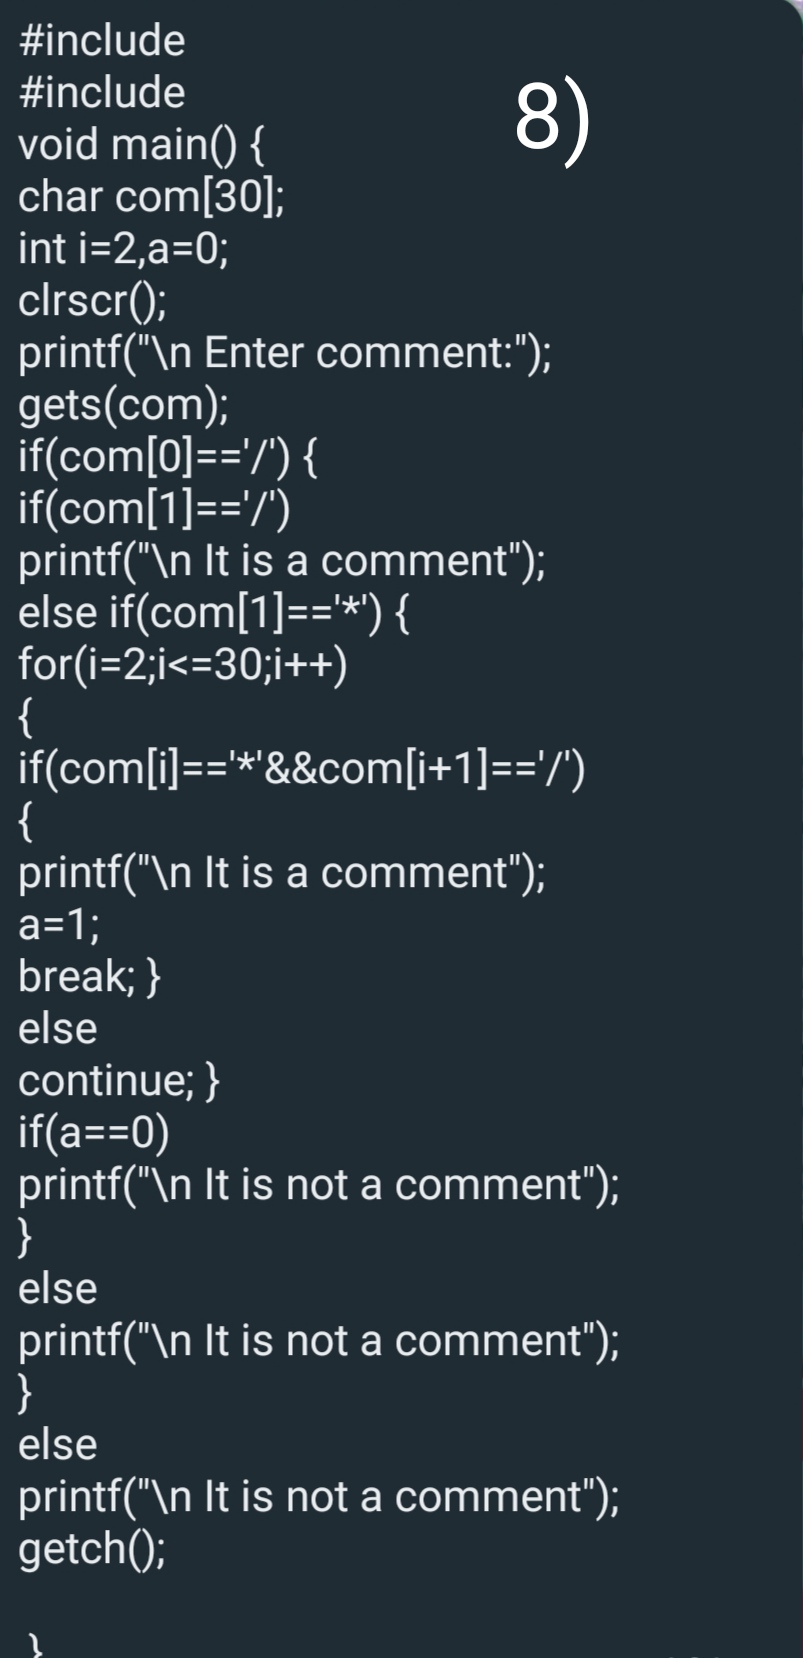 #include
#include
8)
void main() {
char com[30];
int i=2,a=0;
clrscr();
printf("\n Enter comment:");
gets(com);
if(com[0]=='/') {
if(com[1]=='/')
printf("\n It is a comment");
else if(com[1]=='*') {
for(i=2;i<=30;i++)
{
if(com[i]=='*'&&com[i+1]=='/')
{
printf("\n It is a comment");
a=1;
break; }
else
continue; }
if(a==0)
printf("\n It is not a comment");
}
else
printf("\n It is not a comment");
}
else
printf("\n It is not a comment");
getch();
}